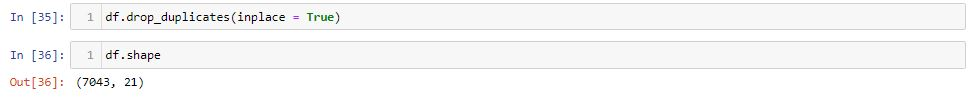 In [35]: 1 df.drop_duplicates(inplace = True)
In [36]: 1 df.shape
Out[36]: (7043, 21)